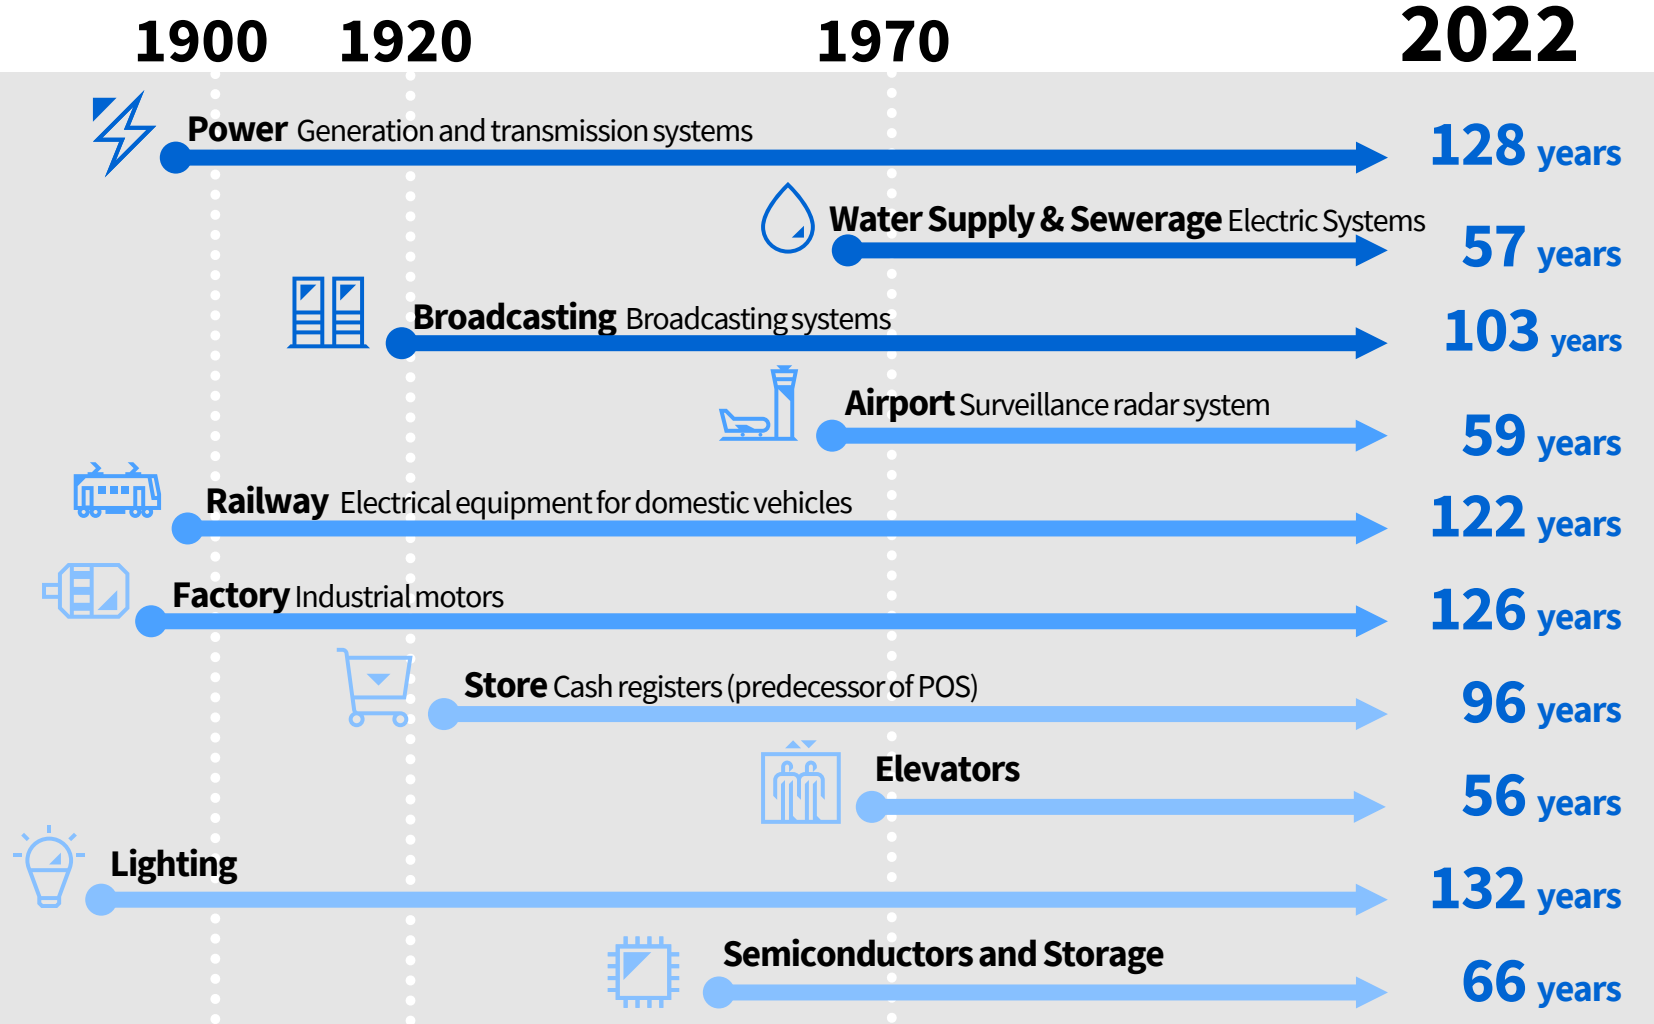 1900 1920 1970 2022
Power Generation and transmission systems
128 years
Water Supply & Sewerage Electric Systems
57 years
Broadcasting Broadcasting systems
103 years
Airport Surveillance radar system
59 years
Railway Electrical equipment for domestic vehicles
122 years
Factory Industrial motors
126 years
Store Cash registers (predecessor of POS)
96 years
Elevators
56 years
Lighting
132 years
Semiconductors and Storage
66 years